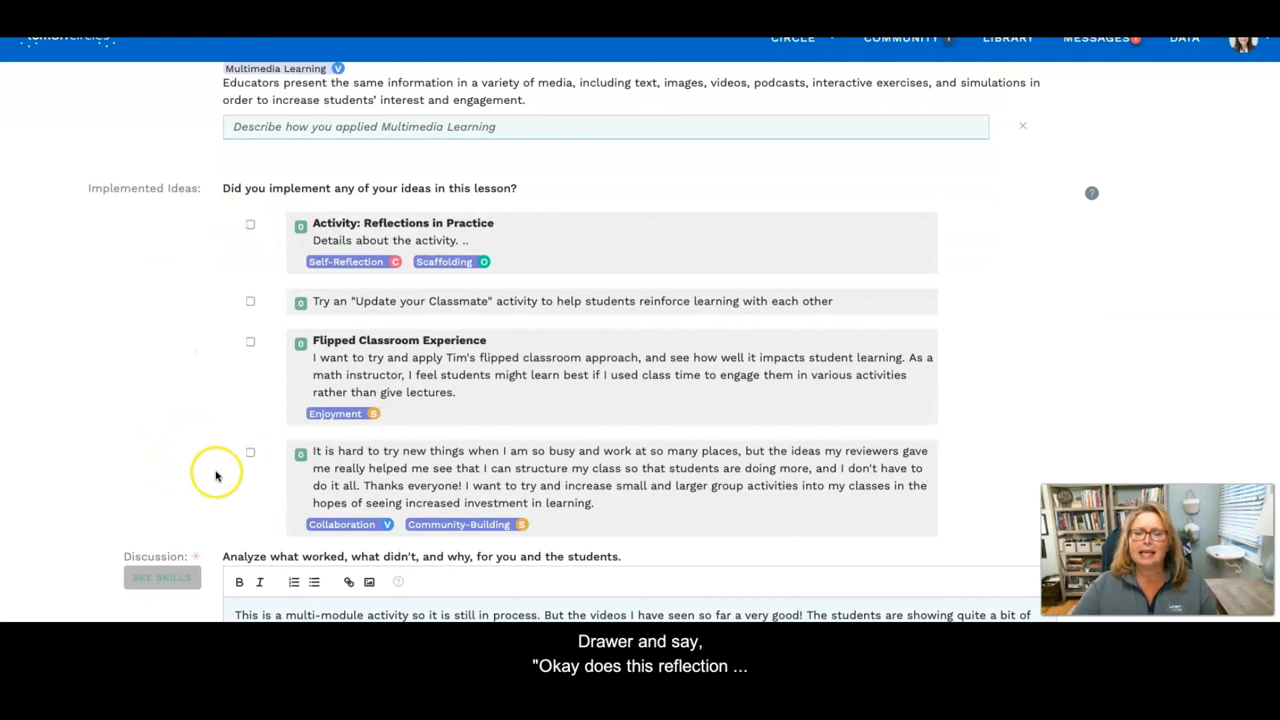 CIRCLE COMMUNITY LIBRARY MESSAGES DATA
Multimedia Learning V
Educators present the same information in a variety of media, including text, images, videos, podcasts, interactive exercises, and simulations in
order to increase students' interest and engagement.
Describe how you applied Multimedia Learning
Implemented Ideas: Did you implement any of your ideas in this lesson? ?
0 Activity: Reflections in Practice
Details about the activity. ..
Self-Reflection C Scaffolding O
0 Try an "Update your Classmate" activity to help students reinforce learning with each other
Flipped Classroom Experience
0 I want to try and apply Tim's flipped classroom approach, and see how well it impacts student learning. As a
math instructor, I feel students might learn best if I used class time to engage them in various activities
rather than give lectures.
Enjoyment S
0 It is hard to try new things when I am so busy and work at so many places, but the ideas my reviewers gave
me really helped me see that I can structure my class so that students are doing more, and I don't have to
do it all. Thanks everyone! I want to try and increase small and larger group activities into my classes in the
hopes of seeing increased investment in learning.
Collaboration V Community-Building S
Discussion: * Analyze what worked, what didn't, and why, for you and the students.
SEE SKILLS
B I ?
This is a multi-module activity so it is still in process. But the videos I have seen so far a very good! The students are showing quite a bit of
Drawer and say,
"Okay does this reflection ...